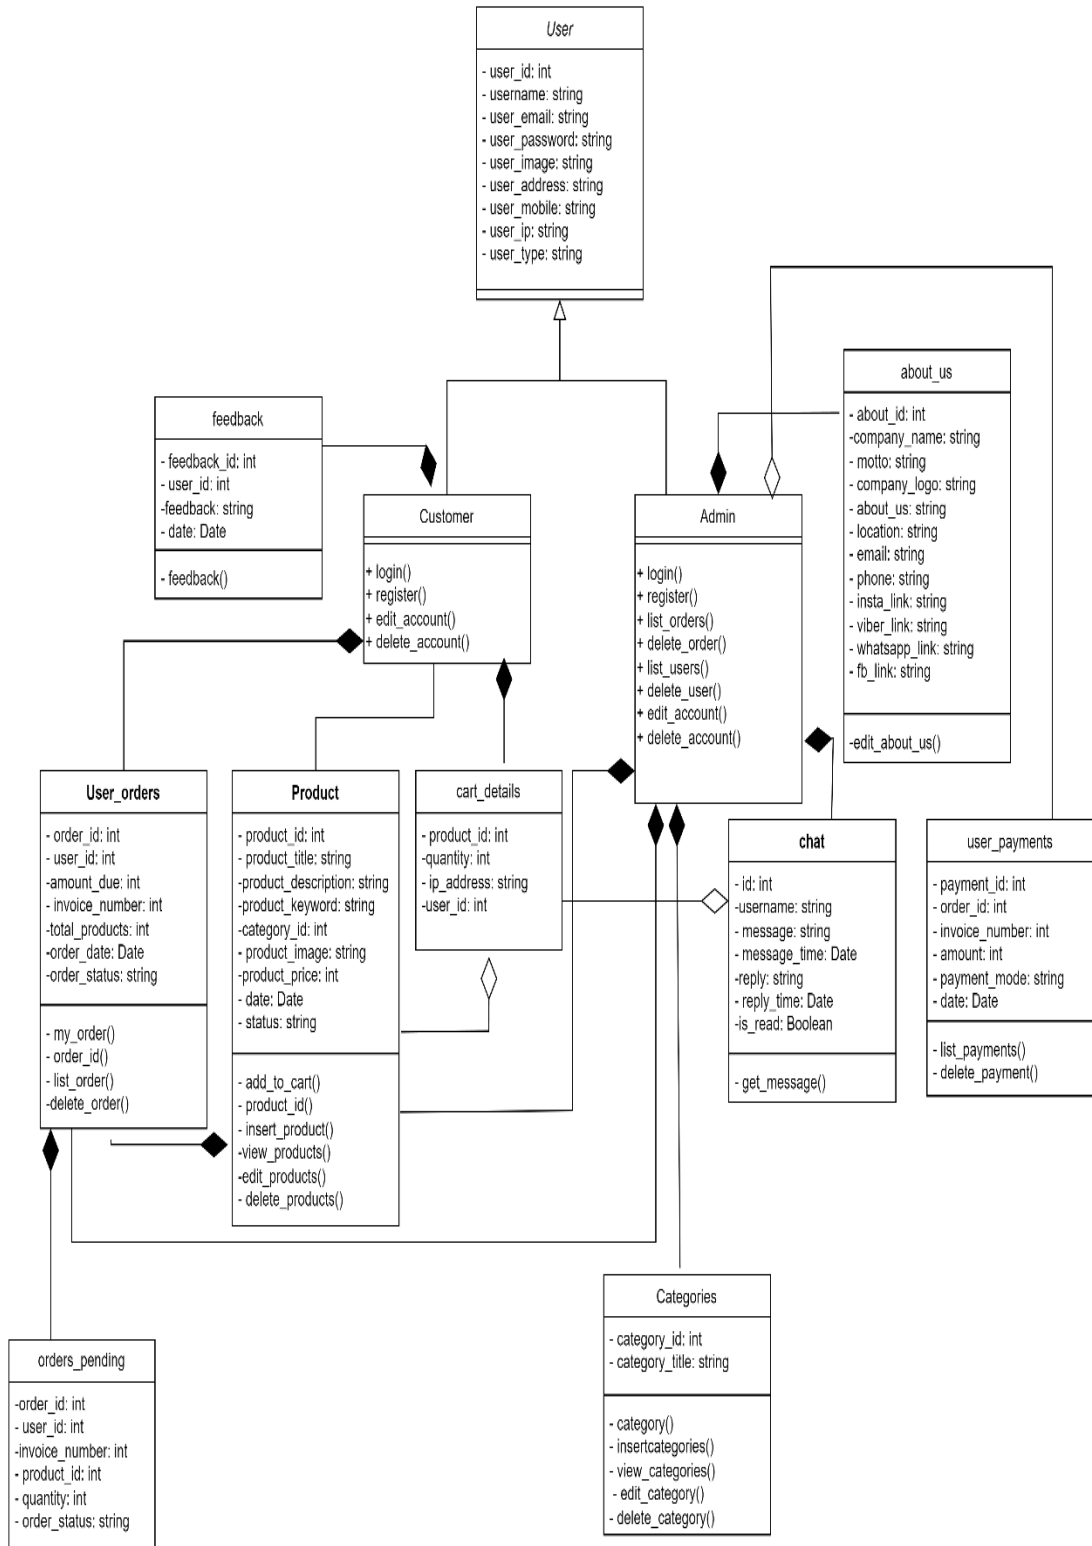 User
- user_id: int
- username: string
- user_email: string
- user_password: string
- user_image: string
- user_address: string
- user_mobile: string
- user_ip: string
- user_type: string
about_us
- about_id: int
-company_name: string
- motto: string
- company_logo: string
- about_us: string
- location: string
- email: string
- phone: string
- insta_link: string
- viber_link: string
- whatsapp_link: string
- fb_link: string
-edit_about_us()
feedback
- feedback_id: int
- user_id: int
-feedback: string
- date: Date
- feedback()
Customer
+ login()
+ register()
+ edit_account()
+ delete_account()
Admin
+ login()
+ register()
+ list_orders()
+ delete_order()
+ list_users()
+ delete_user()
+ edit_account()
+ delete_account()
User_orders
- order_id: int
- user_id: int
-amount_due: int
- invoice_number: int
-total_products: int
-order_date: Date
-order_status: string
- my_order()
- order_id()
- list_order()
-delete_order()
Product
- product_id: int
- product_title: string
-product_description: string
-product_keyword: string
-category_id: int
- product_image: string
-product_price: int
- date: Date
- status: string
- add_to_cart()
- product_id()
- insert_product()
-view_products()
-edit_products()
- delete_products()
cart_details
- product_id: int
-quantity: int
- ip_address: string
-user_id: int
chat
- id: int
-username: string
- message: string
- message_time: Date
-reply: string
- reply_time: Date
-is_read: Boolean
- get_message()
user_payments
- payment_id: int
- order_id: int
- invoice_number: int
- amount: int
- payment_mode: string
- date: Date
- list_payments()
- delete_payment()
Categories
- category_id: int
- category_title: string
- category()
- insertcategories()
- view_categories()
- edit_category()
- delete_category()
orders_pending
-order_id: int
- user_id: int
-invoice_number: int
- product_id: int
- quantity: int
- order_status: string